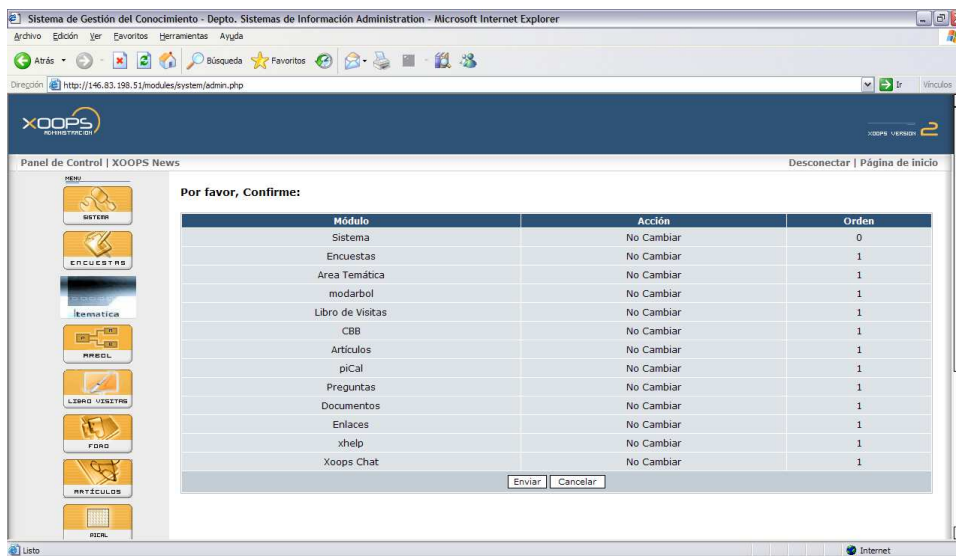 Sistema de Gestión del Conocimiento - Depto. Sistemas de Información Administration - Microsoft Internet Explorer
Archivo Edición Ver Favoritos Herramientas Ayuda
Atrás Búsqueda Favoritos
Dirección http://146.83.198.51/modules/system/admin.php Ir Vínculos
XOOPS
ADMINISTRACION
XOOPS VERSION 2
Panel de Control | XOOPS News Desconectar | Página de inicio
MENU
SISTEMA
ENCUESTAS
itematica
ARBOL
LIBRO VISITAS
FORO
ARTÍCULOS
PICAL
Por favor, Confirme:
Módulo Acción Orden
Sistema No Cambiar 0
Encuestas No Cambiar 1
Area Temática No Cambiar 1
modarbol No Cambiar 1
Libro de Visitas No Cambiar 1
CBB No Cambiar 1
Artículos No Cambiar 1
piCal No Cambiar 1
Preguntas No Cambiar 1
Documentos No Cambiar 1
Enlaces No Cambiar 1
xhelp No Cambiar 1
Xoops Chat No Cambiar 1
Enviar Cancelar
Listo Internet